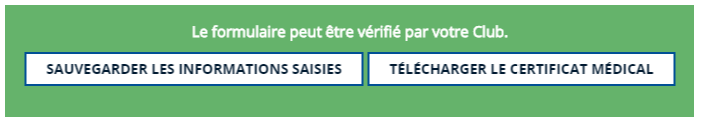 Le formulaire peut être vérifié par votre Club.
SAUVEGARDER LES INFORMATIONS SAISIES TÉLÉCHARGER LE CERTIFICAT MÉDICAL